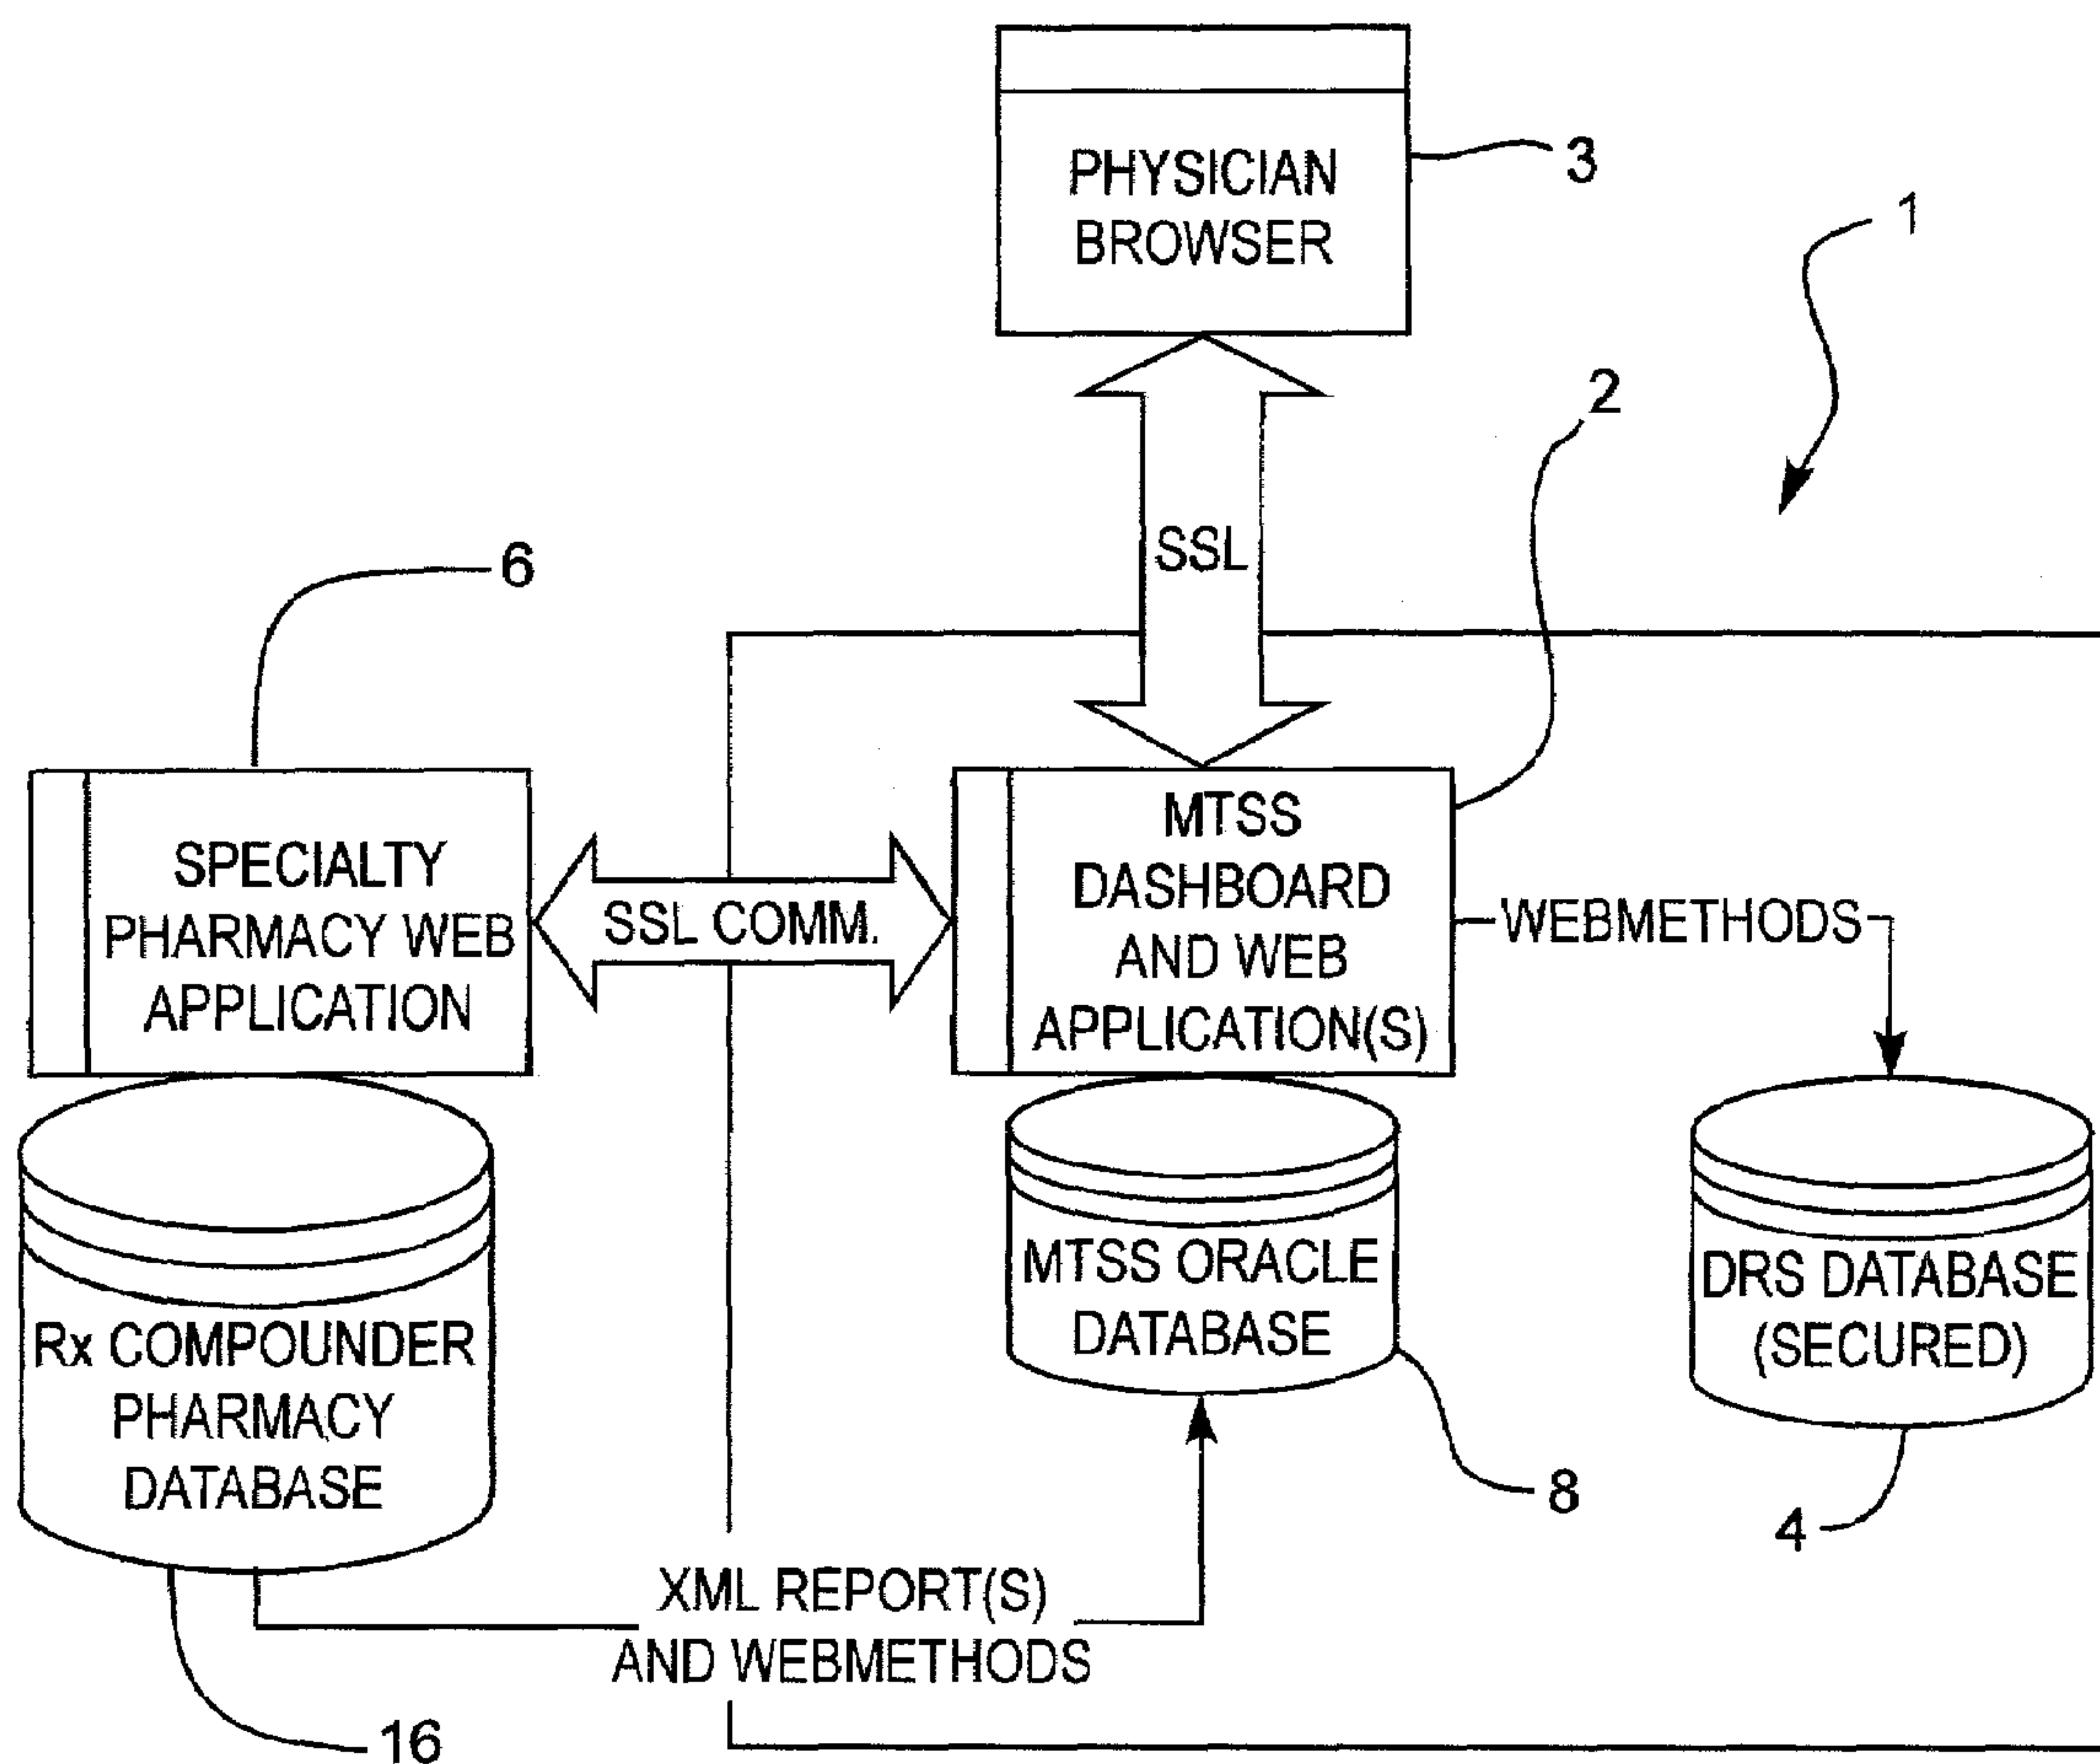 PHYSICIAN
BROWSER
3
1
2
SSL
6
SPECIALTY
PHARMACY WEB
APPLICATION
SSL COMM.
MTSS
DASHBOARD
AND WEB
APPLICATION(S)
WEBMETHODS
Rx COMPOUNDER
PHARMACY
DATABASE
MTSS ORACLE
DATABASE
DRS DATABASE
(SECURED)
8
4
XML REPORT(S)
AND WEBMETHODS
16